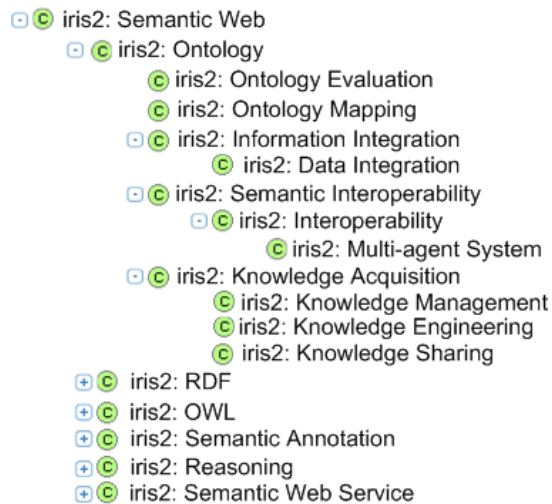 iris2: Semantic Web
iris2: Ontology
iris2: Ontology Evaluation
iris2: Ontology Mapping
iris2: Information Integration
iris2: Data Integration
iris2: Semantic Interoperability
iris2: Interoperability
iris2: Multi-agent System
iris2: Knowledge Acquisition
iris2: Knowledge Management
iris2: Knowledge Engineering
iris2: Knowledge Sharing
iris2: RDF
iris2: OWL
iris2: Semantic Annotation
iris2: Reasoning
iris2: Semantic Web Service